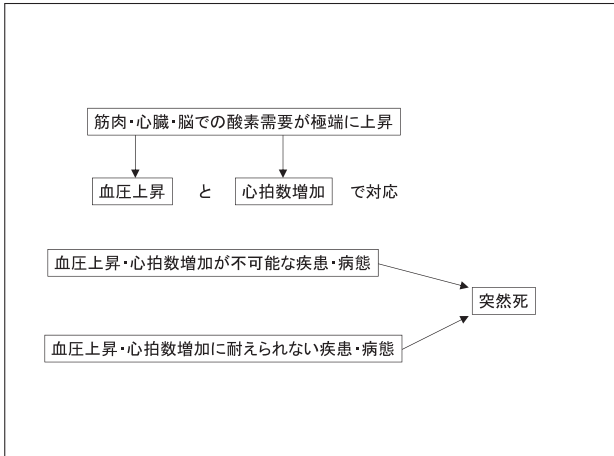 筋肉・心臓・脳での酸素需要が極端に上昇
血圧上昇 と 心拍数増加 で対応
血圧上昇・心拍数増加が不可能な疾患・病態
突然死
血圧上昇・心拍数増加に耐えられない疾患・病態